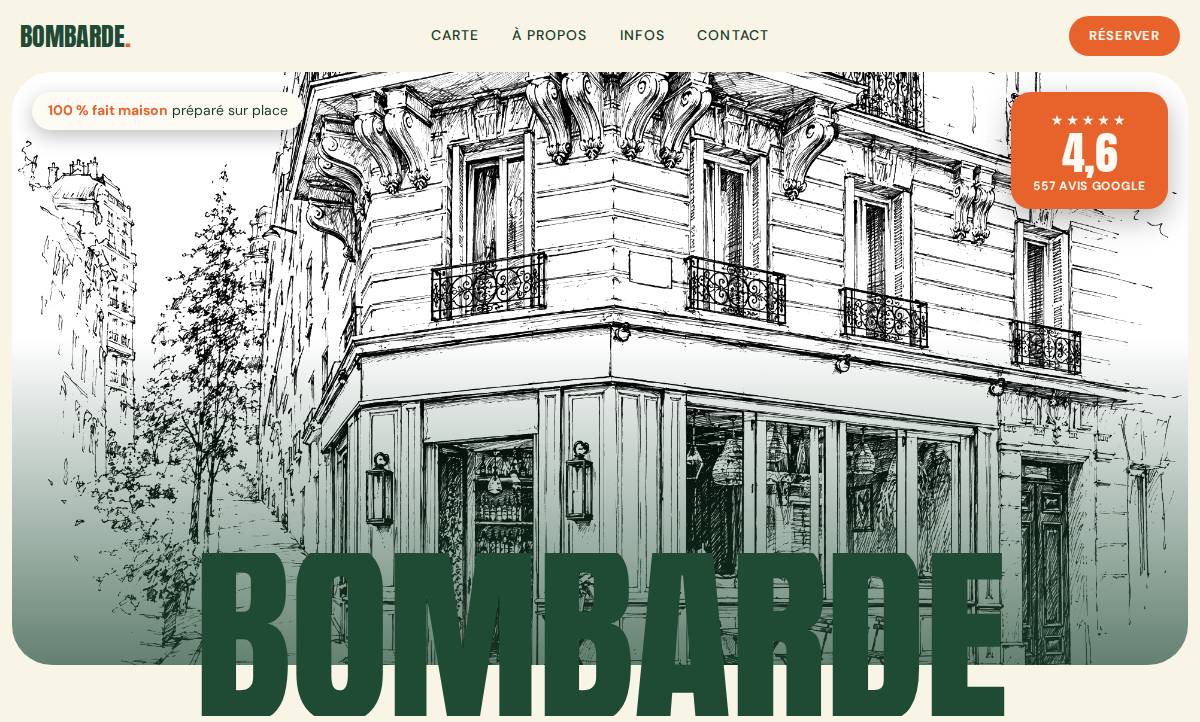 BOMBARDE.
CARTE
À PROPOS
INFOS
CONTACT
RÉSERVER
100 % fait maison préparé sur place
★★★★★
4,6
557 AVIS GOOGLE
BOMBARDE